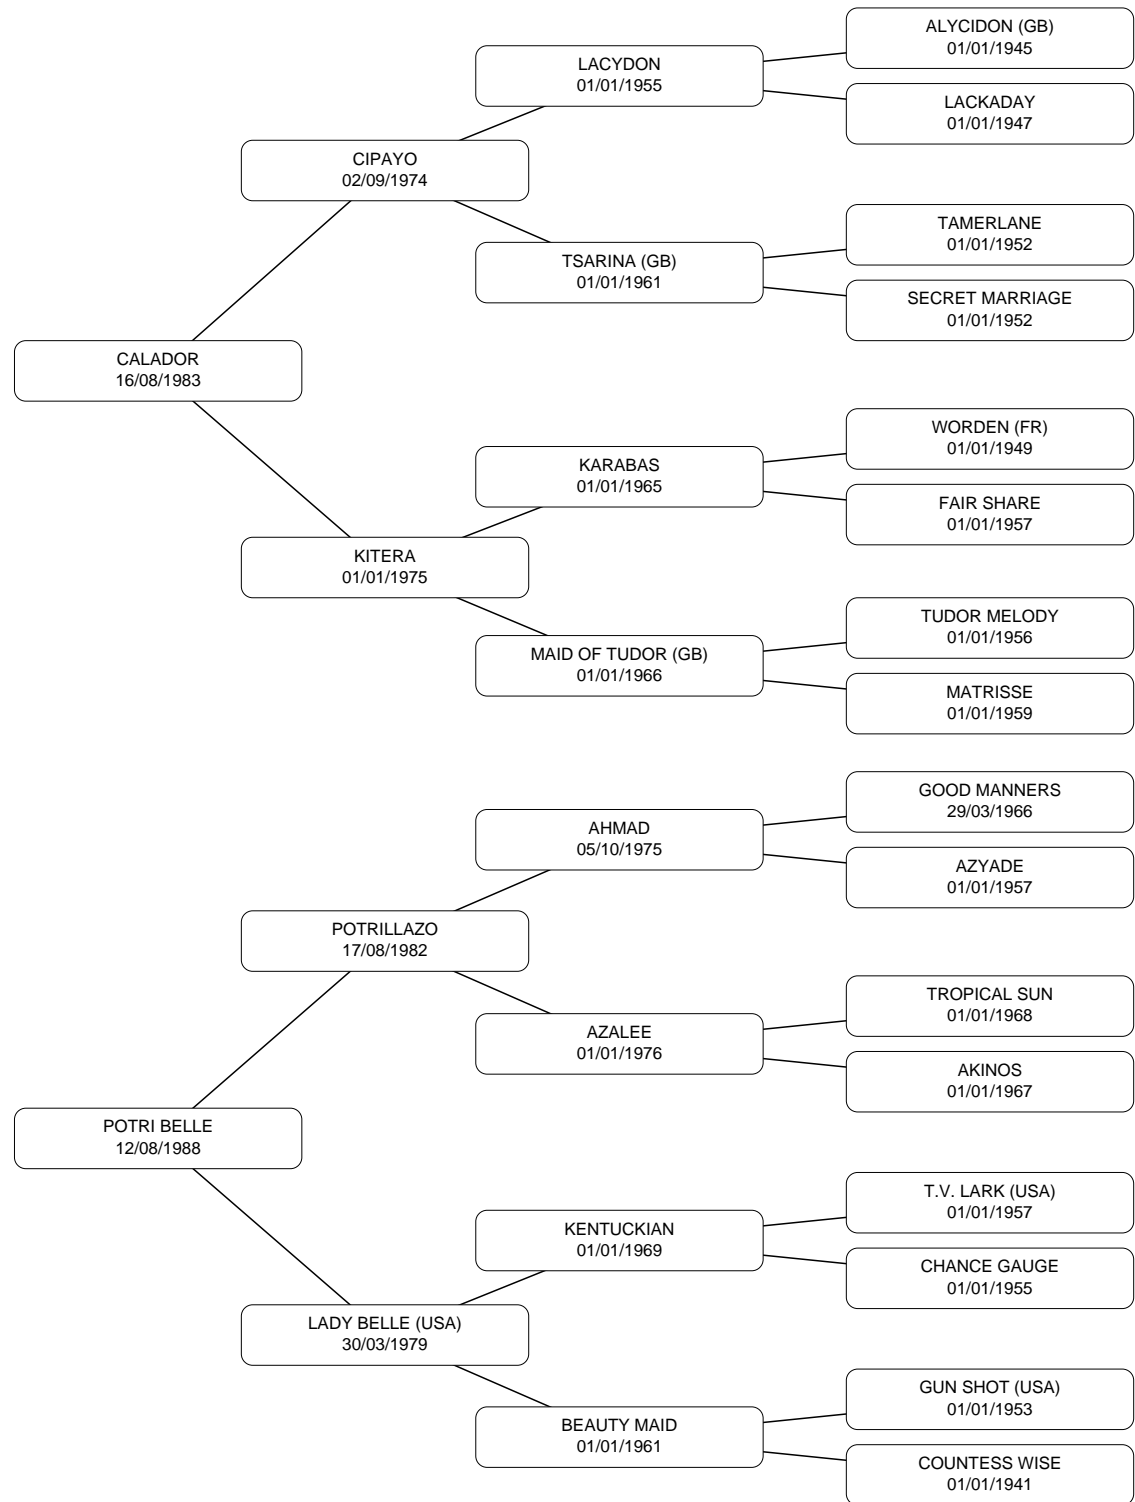 ALYCIDON (GB)
01/01/1945
LACYDON
01/01/1955
LACKADAY
01/01/1947
CIPAYO
02/09/1974
TAMERLANE
01/01/1952
TSARINA (GB)
01/01/1961
SECRET MARRIAGE
01/01/1952
CALADOR
16/08/1983
WORDEN (FR)
01/01/1949
KARABAS
01/01/1965
FAIR SHARE
01/01/1957
KITERA
01/01/1975
TUDOR MELODY
01/01/1956
MAID OF TUDOR (GB)
01/01/1966
MATRISSE
01/01/1959
GOOD MANNERS
29/03/1966
AHMAD
05/10/1975
AZYADE
01/01/1957
POTRILLAZO
17/08/1982
TROPICAL SUN
01/01/1968
AZALEE
01/01/1976
AKINOS
01/01/1967
POTRI BELLE
12/08/1988
T.V. LARK (USA)
01/01/1957
KENTUCKIAN
01/01/1969
CHANCE GAUGE
01/01/1955
LADY BELLE (USA)
30/03/1979
GUN SHOT (USA)
01/01/1953
BEAUTY MAID
01/01/1961
COUNTESS WISE
01/01/1941